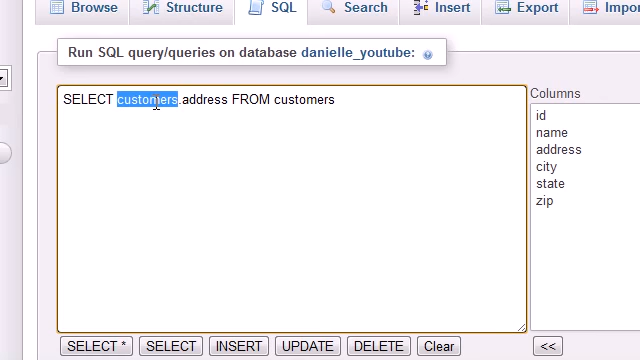 Browse Structure SQL Search Insert Export Impor
Run SQL query/queries on database danielle_youtube:
SELECT customers.address FROM customers
Columns
id
name
address
city
state
zip
SELECT * SELECT INSERT UPDATE DELETE Clear <<